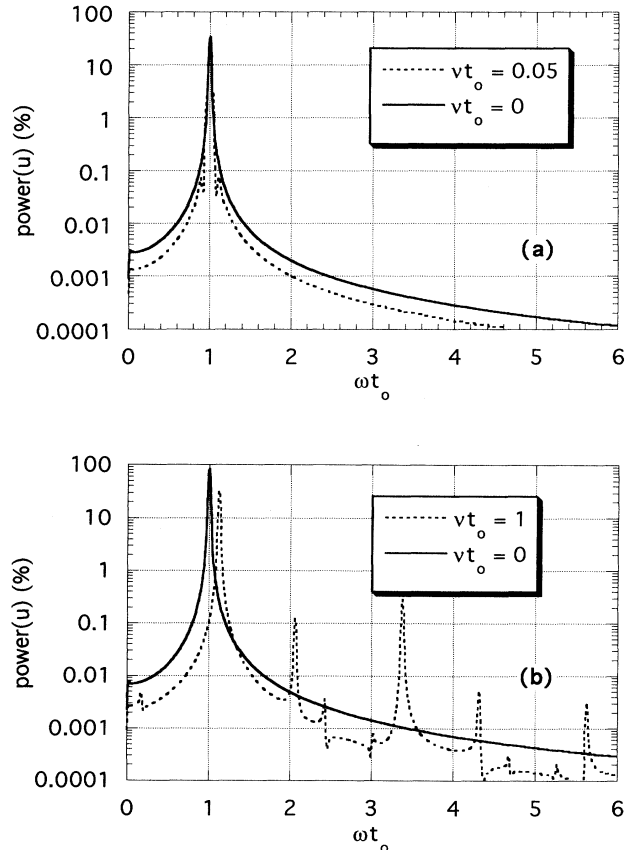 100
10
1
0.1
0.01
0.001
0.0001
power(u) (%)
νt_o = 0.05
νt_o = 0
(a)
0 1 2 3 4 5 6
ωt_o
100
10
1
0.1
0.01
0.001
0.0001
power(u) (%)
νt_o = 1
νt_o = 0
(b)
0 1 2 3 4 5 6
ωt_o